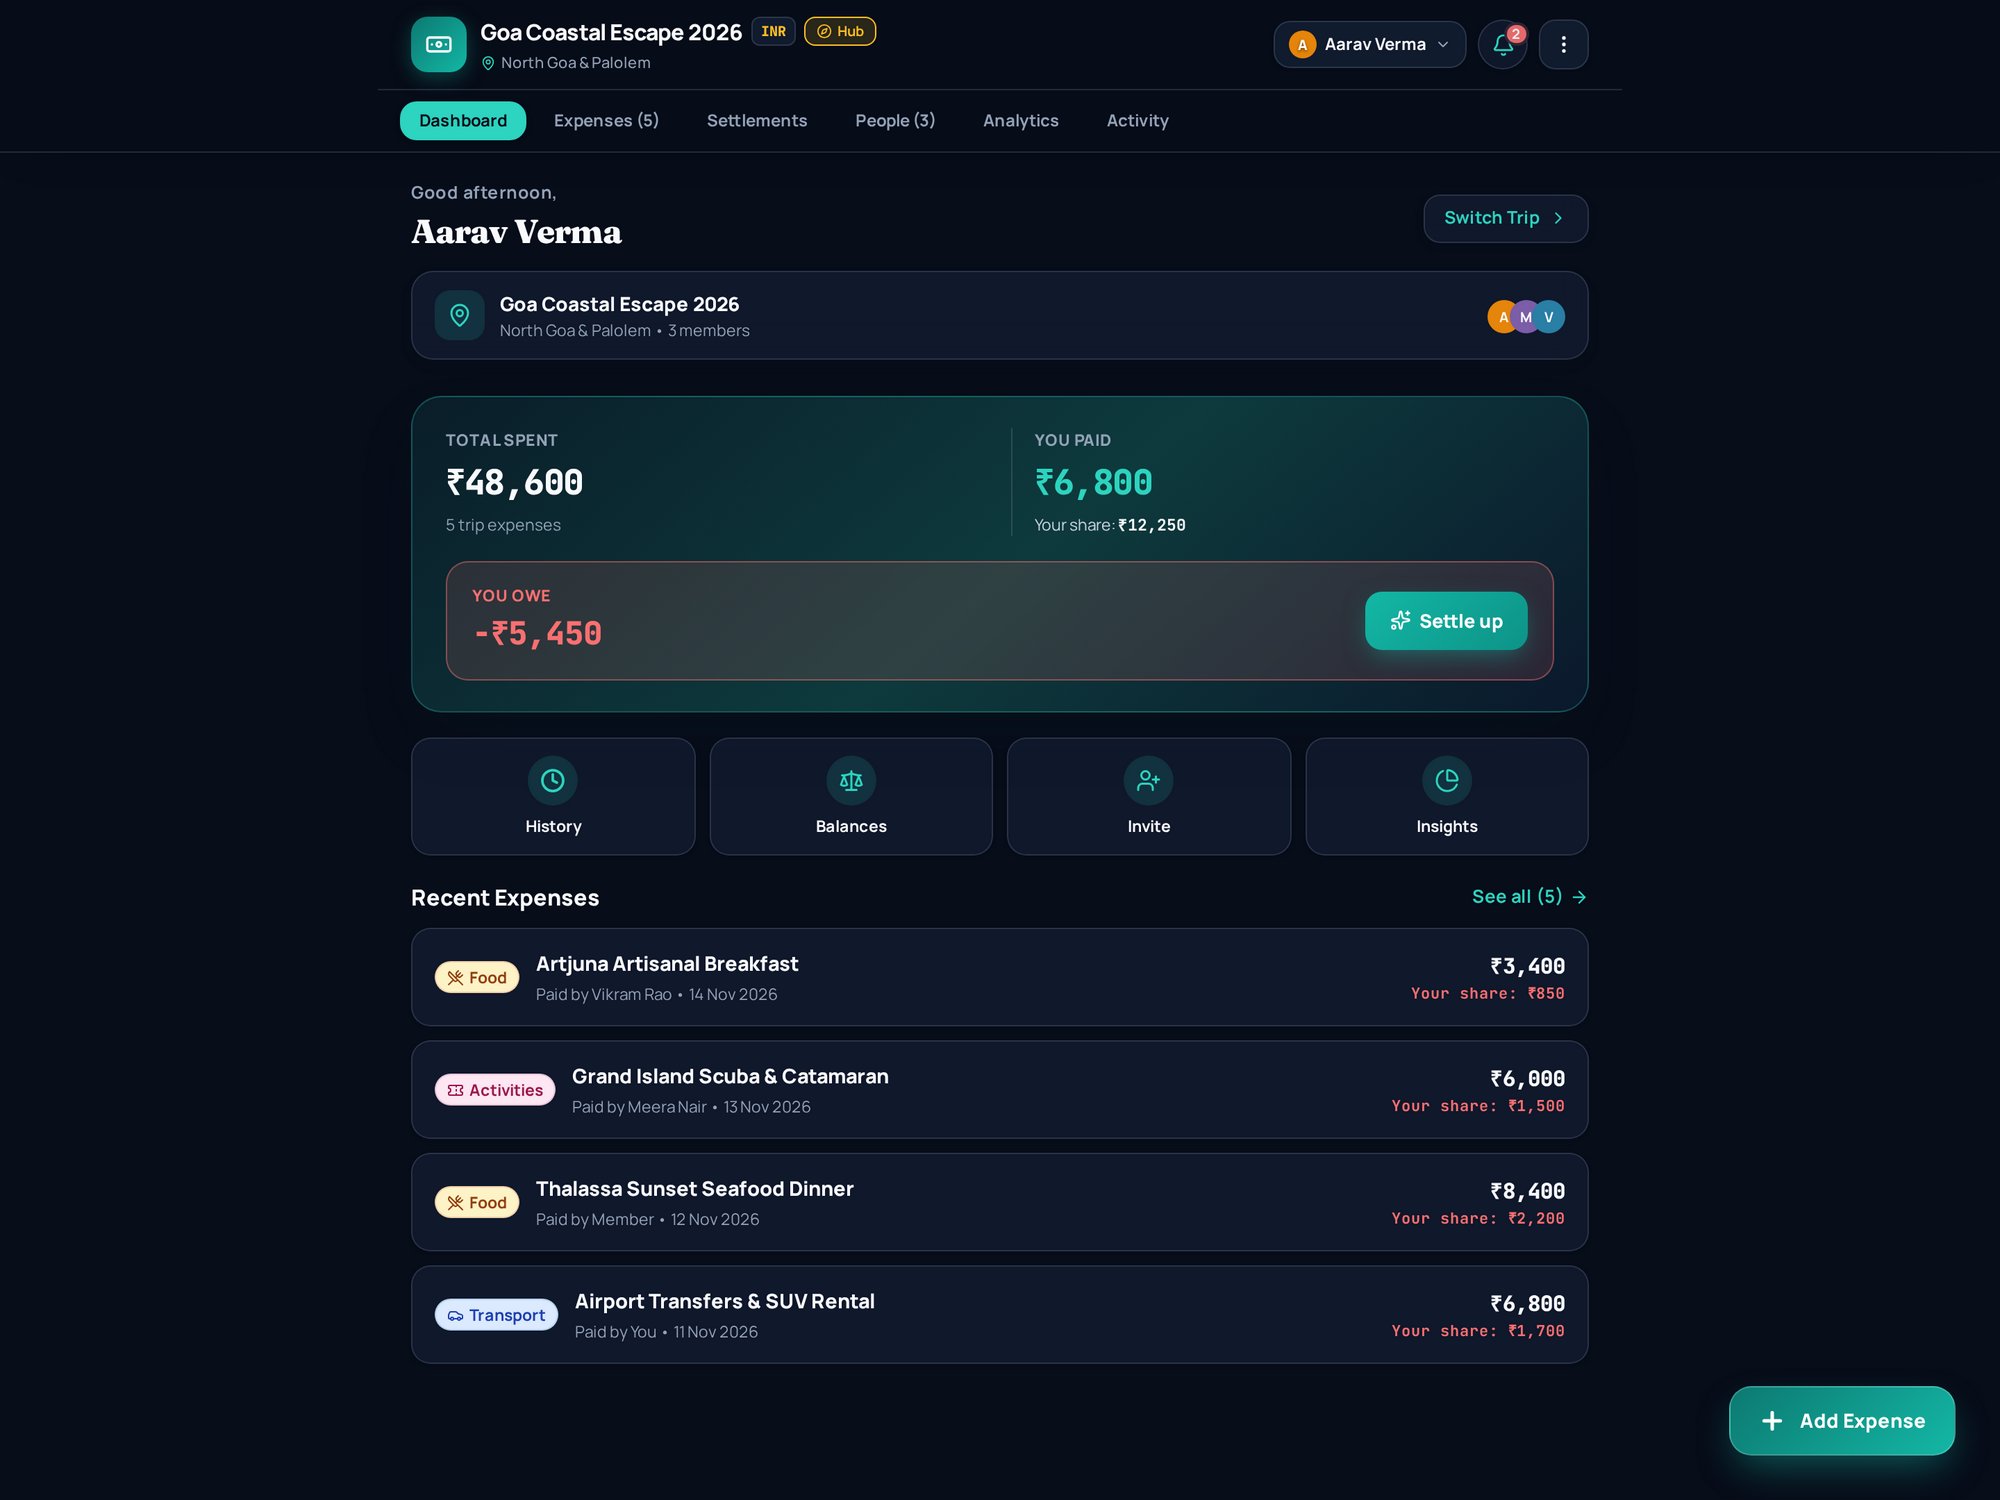 Goa Coastal Escape 2026 INR Hub
North Goa & Palolem
A Aarav Verma
2
Dashboard Expenses (5) Settlements People (3) Analytics Activity
Good afternoon,
Aarav Verma
Switch Trip
Goa Coastal Escape 2026
North Goa & Palolem • 3 members
A M V
TOTAL SPENT
₹48,600
5 trip expenses
YOU PAID
₹6,800
Your share: ₹12,250
YOU OWE
-₹5,450
Settle up
History
Balances
Invite
Insights
Recent Expenses
See all (5) →
Food
Artjuna Artisanal Breakfast
Paid by Vikram Rao • 14 Nov 2026
₹3,400
Your share: ₹850
Activities
Grand Island Scuba & Catamaran
Paid by Meera Nair • 13 Nov 2026
₹6,000
Your share: ₹1,500
Food
Thalassa Sunset Seafood Dinner
Paid by Member • 12 Nov 2026
₹8,400
Your share: ₹2,200
Transport
Airport Transfers & SUV Rental
Paid by You • 11 Nov 2026
₹6,800
Your share: ₹1,700
+ Add Expense